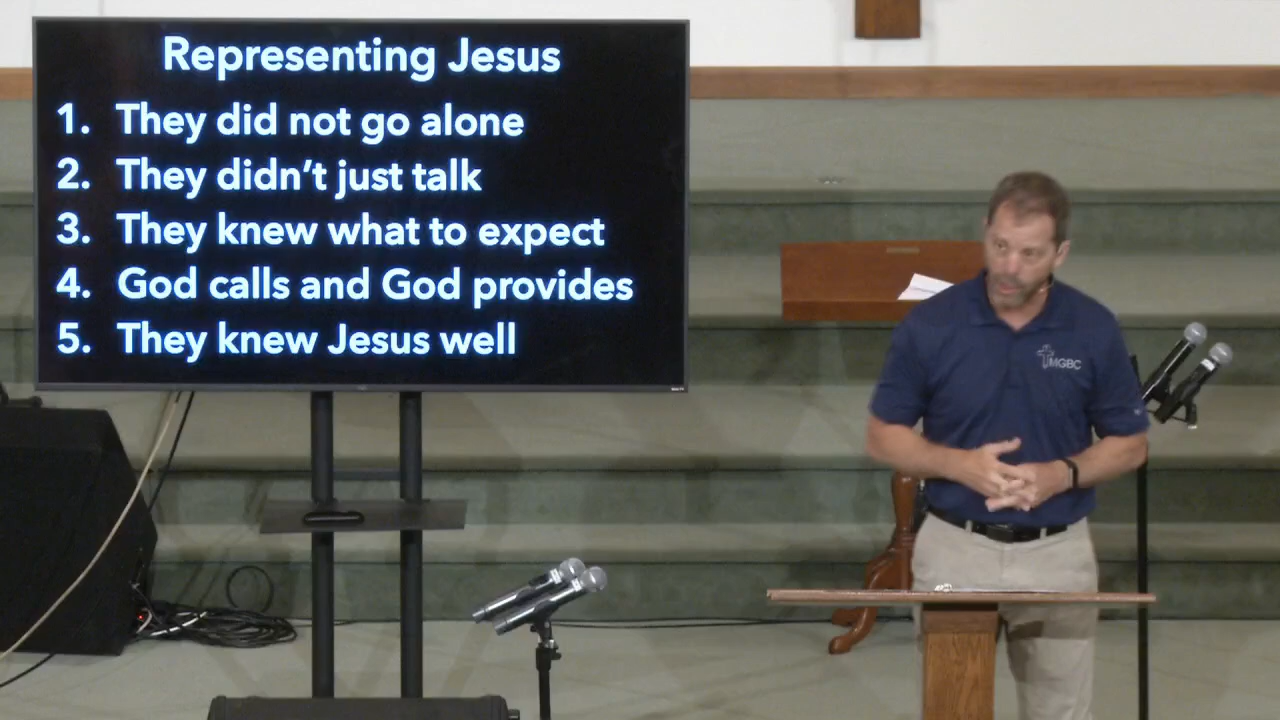 Representing Jesus
1. They did not go alone
2. They didn’t just talk
3. They knew what to expect
4. God calls and God provides
5. They knew Jesus well
MGBC